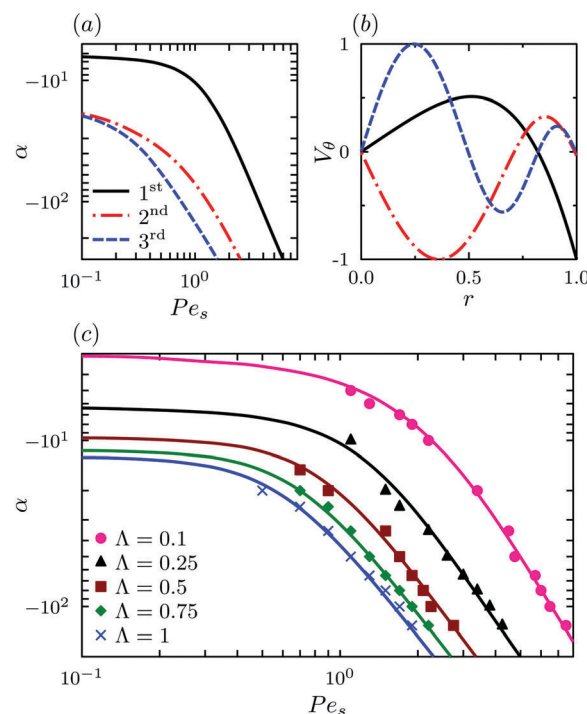 (a)
-10^1
-10^2
α
1^st
2^nd
3^rd
10^-1
10^0
Pe_s
(b)
1
0
-1
V_θ
0.0
0.5
1.0
r
(c)
-10^1
-10^2
α
Λ = 0.1
Λ = 0.25
Λ = 0.5
Λ = 0.75
Λ = 1
10^-1
10^0
Pe_s